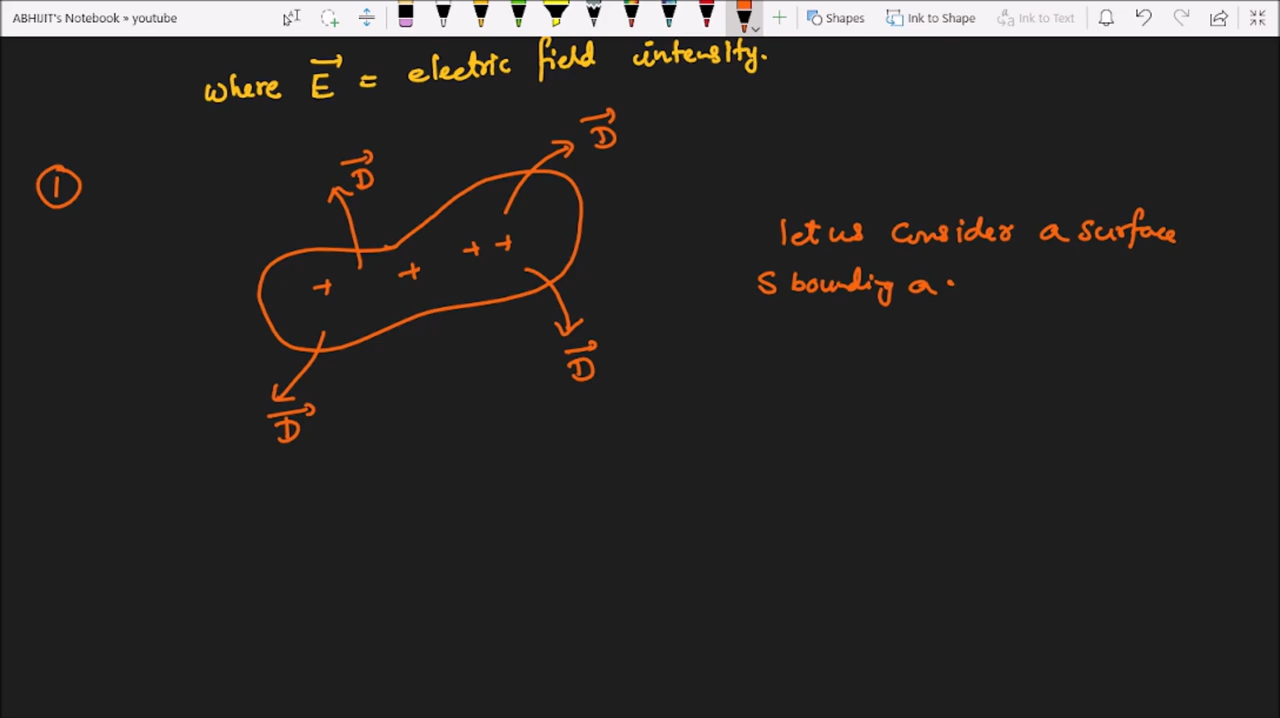 ABHIJIT's Notebook » youtube
Shapes
Ink to Shape
Ink to Text
where E = electric field intensity.
D
D
1
let us consider a surface
S bounding a
+ + + +
D
D